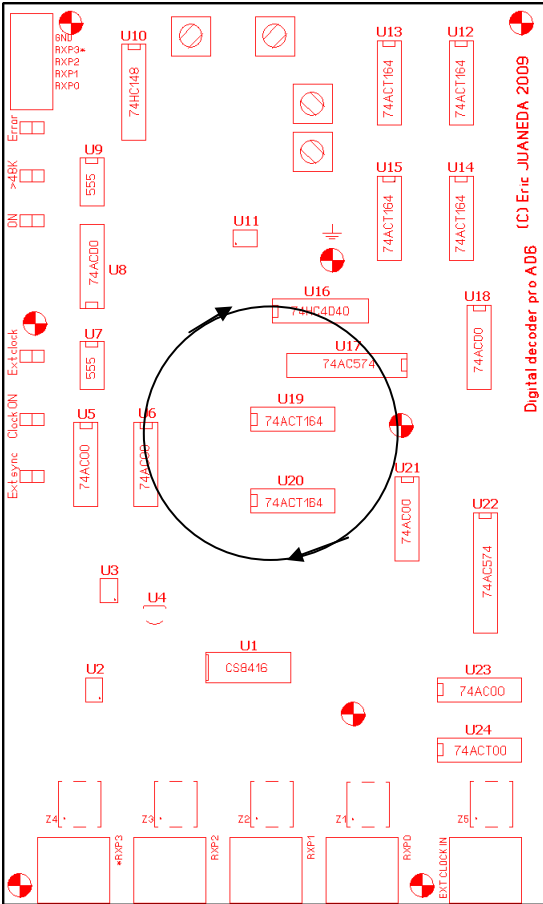 GND
RXP3*
RXP2
RXP1
RXP0
Error
>48K
ON
Ext clock
Clock ON
Ext sync
U10
74HC148
U13
74ACT164
U12
74ACT164
U9
555
U15
74ACT164
U14
74ACT164
U8
74AC00
U11
U16
74HC4040
U18
74AC00
U7
555
U17
74AC574
U5
74AC00
U6
74AC00
U19
74ACT164
U20
74ACT164
U21
74AC00
U22
74AC574
U3
U4
U1
CS8416
U2
U23
74AC00
U24
74ACT00
Z4
Z3
Z2
Z1
Z5
*RXP3
RXP2
RXP1
RXP0
EXT CLOCK IN
Digital decoder pro AD6
(C) Eric JUANEDA 2009